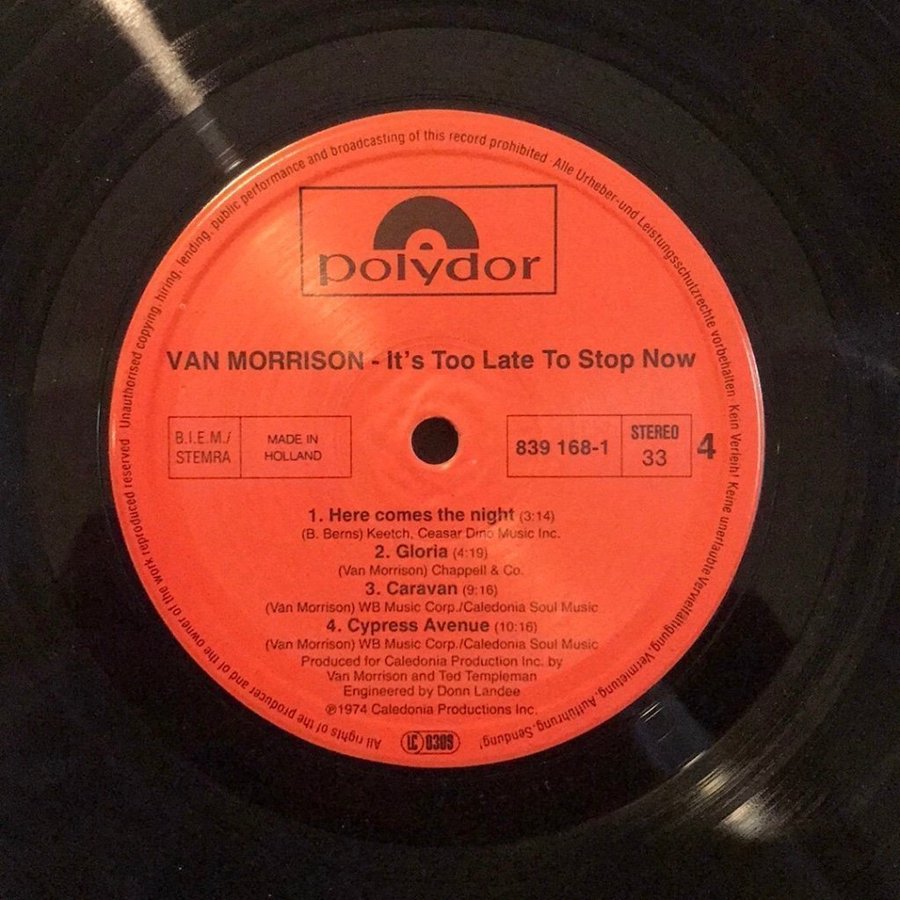 Unauthorised copying, hiring, lending, public performance and broadcasting of this record prohibited
Alle Urheber-und Leistungsschutzrechte vorbehalten Kein Verleih! Keine unerlaubte Vervielfältigung, Vermietung, Aufführung, Sendung!
polydor
VAN MORRISON - It's Too Late To Stop Now
B.I.E.M./
STEMRA
MADE IN
HOLLAND
839 168-1
STEREO
33
4
1. Here comes the night (3:14)
(B. Berns) Keetch, Ceasar Dino Music Inc.
2. Gloria (4:19)
(Van Morrison) Chappell & Co.
3. Caravan (9:16)
(Van Morrison) WB Music Corp./Caledonia Soul Music
4. Cypress Avenue (10:16)
(Van Morrison) WB Music Corp./Caledonia Soul Music
Produced for Caledonia Production Inc. by
Van Morrison and Ted Templeman
Engineered by Donn Landee
℗1974 Caledonia Productions Inc.
LC 0309
All rights of the producer and of the owner of the work reproduced reserved